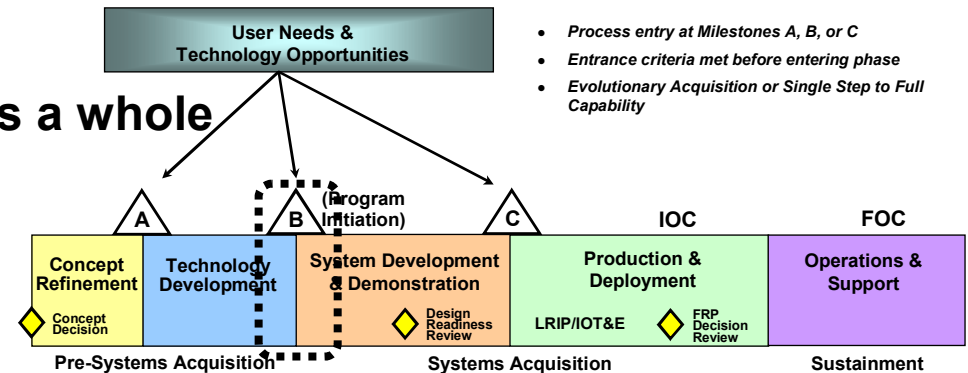 User Needs &
Technology Opportunities
• Process entry at Milestones A, B, or C
• Entrance criteria met before entering phase
• Evolutionary Acquisition or Single Step to Full
Capability
s a whole
A
B
(Program
Initiation)
C
IOC
FOC
Concept
Refinement
Technology
Development
System Development
& Demonstration
Production &
Deployment
Operations &
Support
Concept
Decision
Design
Readiness
Review
LRIP/IOT&E
FRP
Decision
Review
Pre-Systems Acquisition
Systems Acquisition
Sustainment